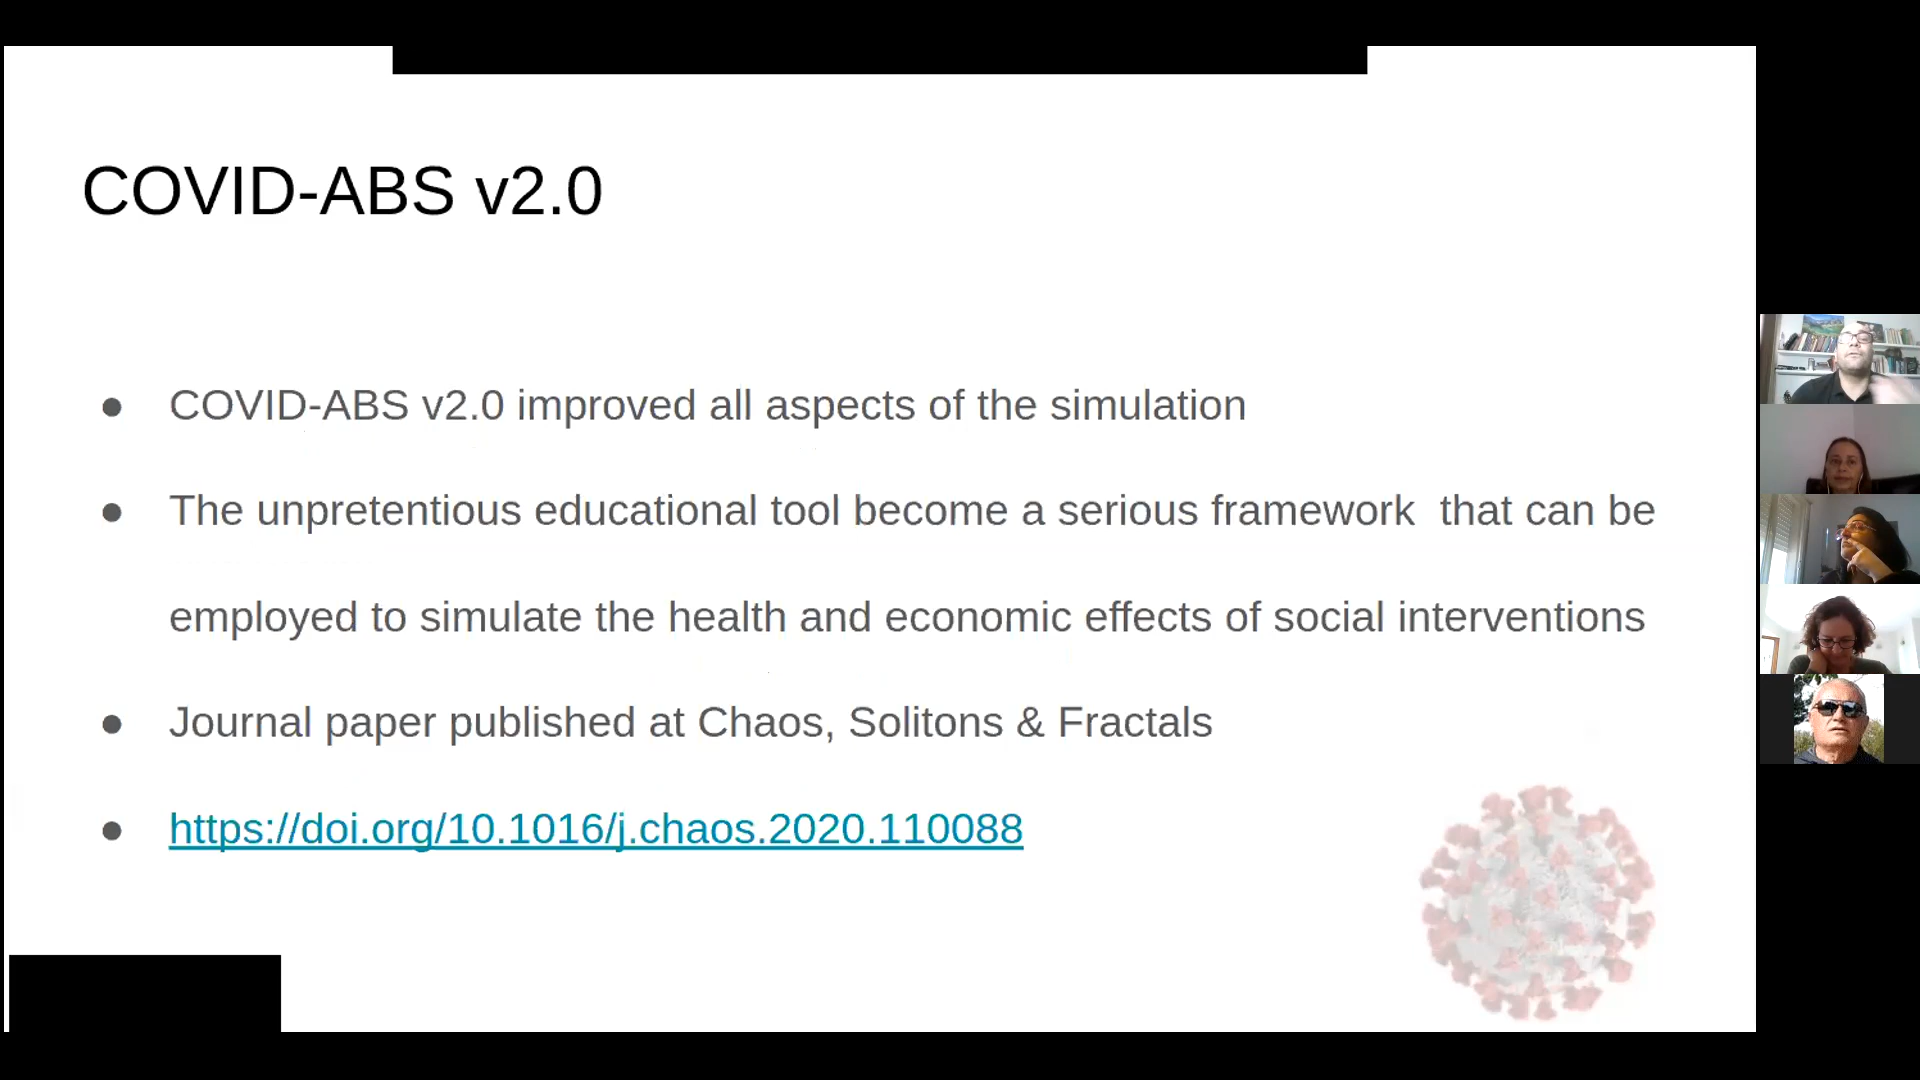 COVID-ABS v2.0
● COVID-ABS v2.0 improved all aspects of the simulation
● The unpretentious educational tool become a serious framework  that can be
employed to simulate the health and economic effects of social interventions
● Journal paper published at Chaos, Solitons & Fractals
● https://doi.org/10.1016/j.chaos.2020.110088